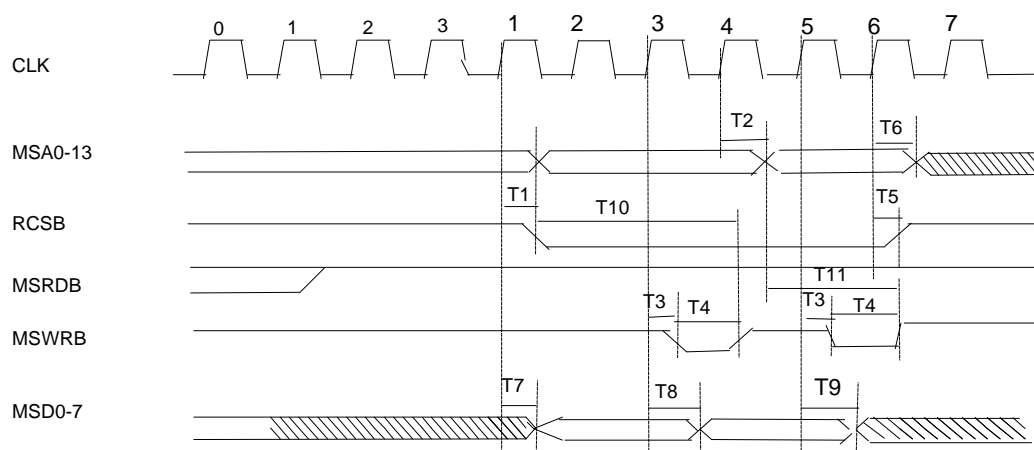 0 1 2 3 1 2 3 4 5 6 7
CLK
T2 T6
MSA0-13
T1 T10 T5
RCSB
MSRDB T11
T3 T4 T3 T4
MSWRB
T7 T8 T9
MSD0-7